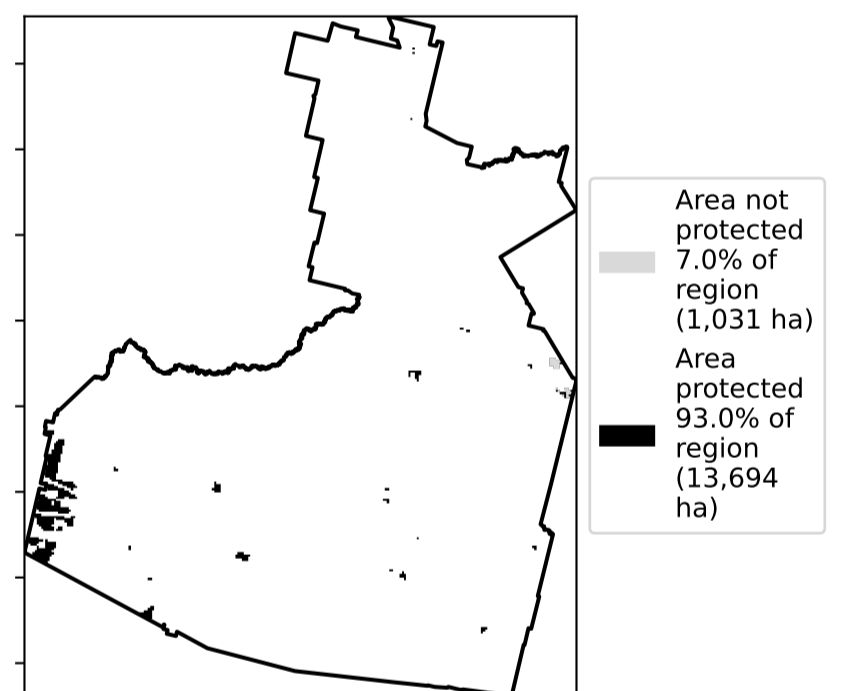 Area not
protected
7.0% of
region
(1,031 ha)
Area
protected
93.0% of
region
(13,694
ha)